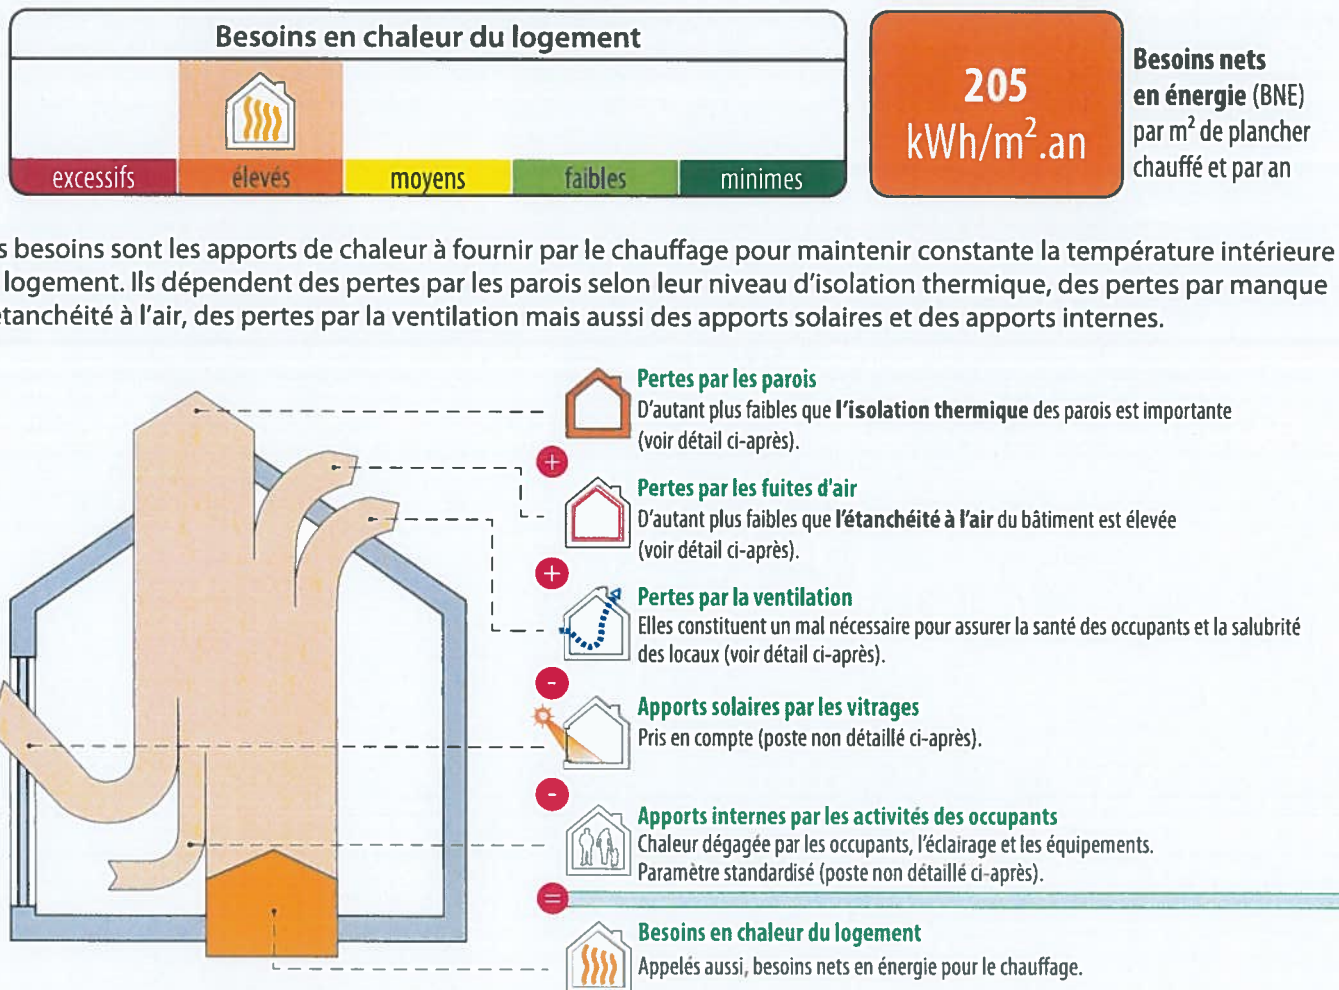 Besoins en chaleur du logement
excessifs
élevés
moyens
faibles
minimes
205
kWh/m².an
Besoins nets
en énergie (BNE)
par m² de plancher
chauffé et par an
s besoins sont les apports de chaleur à fournir par le chauffage pour maintenir constante la température intérieure
logement. Ils dépendent des pertes par les parois selon leur niveau d'isolation thermique, des pertes par manque
étanchéité à l'air, des pertes par la ventilation mais aussi des apports solaires et des apports internes.
Pertes par les parois
D'autant plus faibles que l'isolation thermique des parois est importante
(voir détail ci-après).
+
Pertes par les fuites d'air
D'autant plus faibles que l'étanchéité à l'air du bâtiment est élevée
(voir détail ci-après).
+
Pertes par la ventilation
Elles constituent un mal nécessaire pour assurer la santé des occupants et la salubrité
des locaux (voir détail ci-après).
-
Apports solaires par les vitrages
Pris en compte (poste non détaillé ci-après).
-
Apports internes par les activités des occupants
Chaleur dégagée par les occupants, l'éclairage et les équipements.
Paramètre standardisé (poste non détaillé ci-après).
=
Besoins en chaleur du logement
Appelés aussi, besoins nets en énergie pour le chauffage.